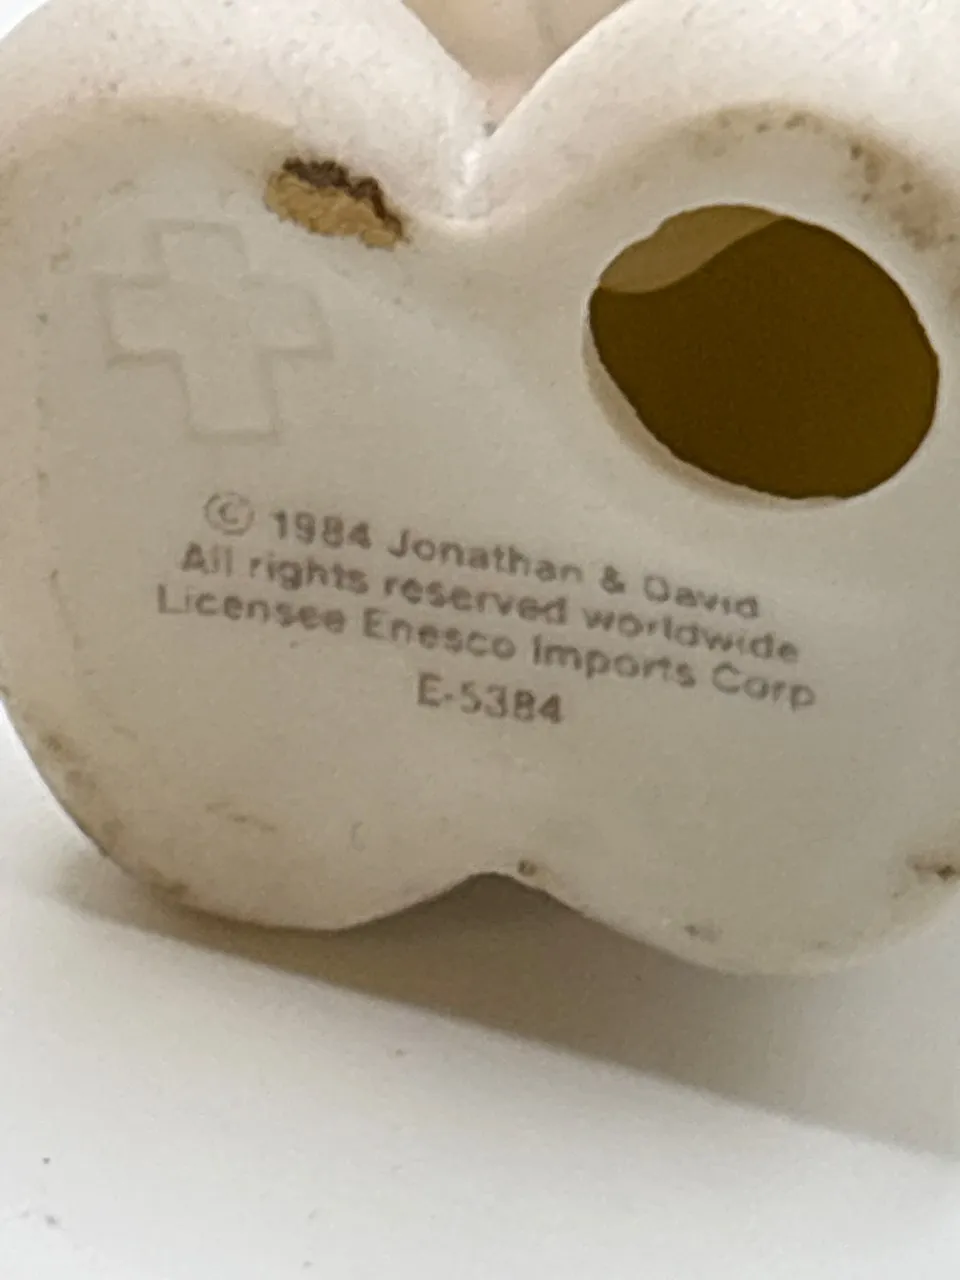 © 1984 Jonathan & David
All rights reserved worldwide
Licensee Enesco Imports Corp
E-5384